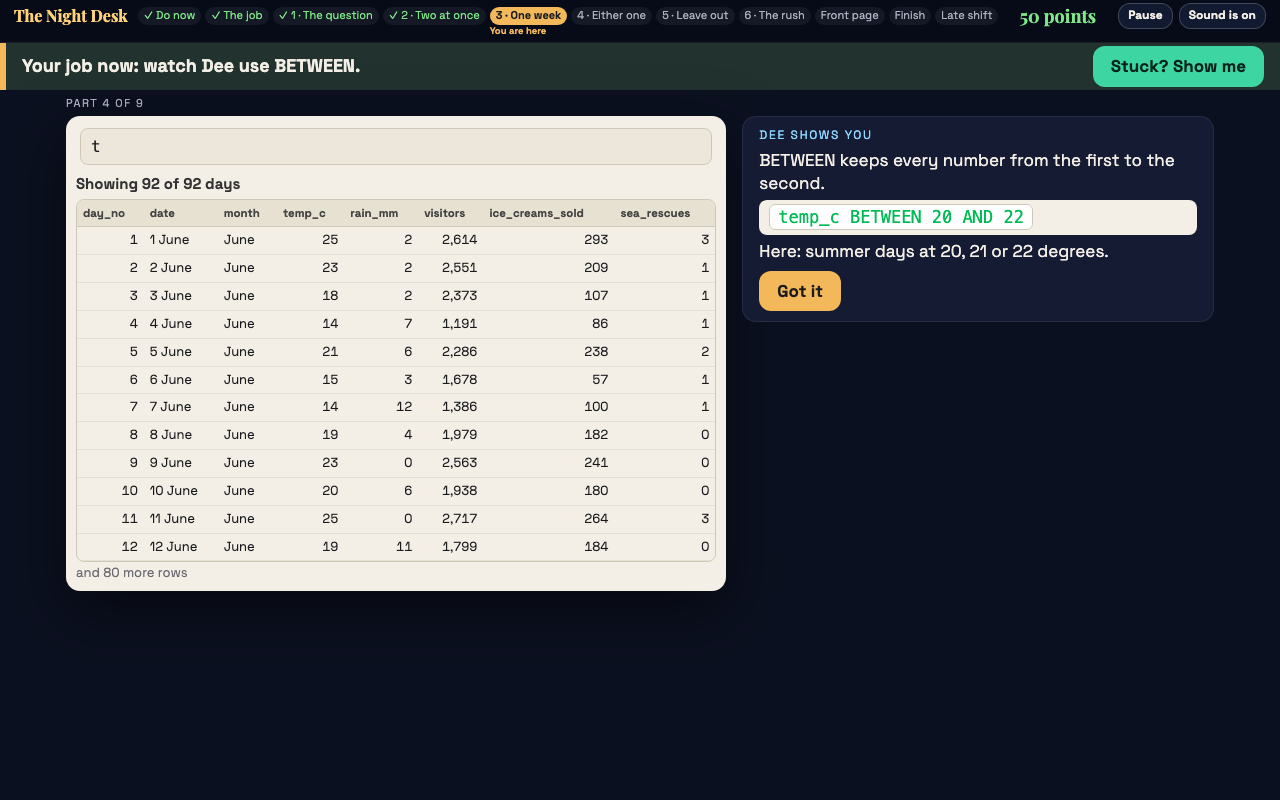 The Night Desk ✓ Do now ✓ The job ✓ 1 · The question ✓ 2 · Two at once 3 · One week 4 · Either one 5 · Leave out 6 · The rush Front page Finish Late shift 50 points Pause Sound is on
You are here
Your job now: watch Dee use BETWEEN. Stuck? Show me
PART 4 OF 9
t
Showing 92 of 92 days
day_no date month temp_c rain_mm visitors ice_creams_sold sea_rescues
1 1 June June 25 2 2,614 293 3
2 2 June June 23 2 2,551 209 1
3 3 June June 18 2 2,373 107 1
4 4 June June 14 7 1,191 86 1
5 5 June June 21 6 2,286 238 2
6 6 June June 15 3 1,678 57 1
7 7 June June 14 12 1,386 100 1
8 8 June June 19 4 1,979 182 0
9 9 June June 23 0 2,563 241 0
10 10 June June 20 6 1,938 180 0
11 11 June June 25 0 2,717 264 3
12 12 June June 19 11 1,799 184 0
and 80 more rows
DEE SHOWS YOU
BETWEEN keeps every number from the first to the
second.
temp_c BETWEEN 20 AND 22
Here: summer days at 20, 21 or 22 degrees.
Got it